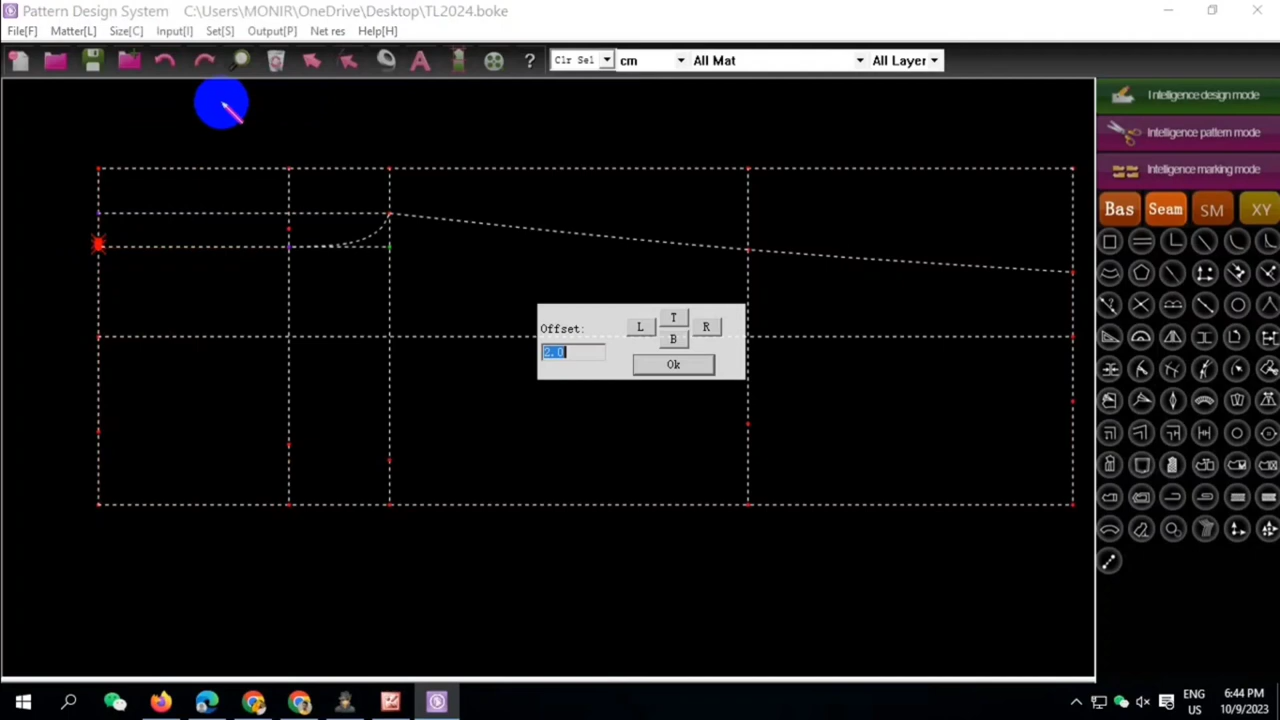 Pattern Design System C:\Users\MONIR\OneDrive\Desktop\TL2024.boke
File[F] Matter[L] Size[C] Input[I] Set[S] Output[P] Net res Help[H]
A ? Clr Sel cm All Mat All Layer
Intelligence design mode
Intelligence pattern mode
Intelligence marking mode
Bas Seam SM XY
Offset:
2.0
L T R
B
Ok
ENG
US
6:44 PM
10/9/2023